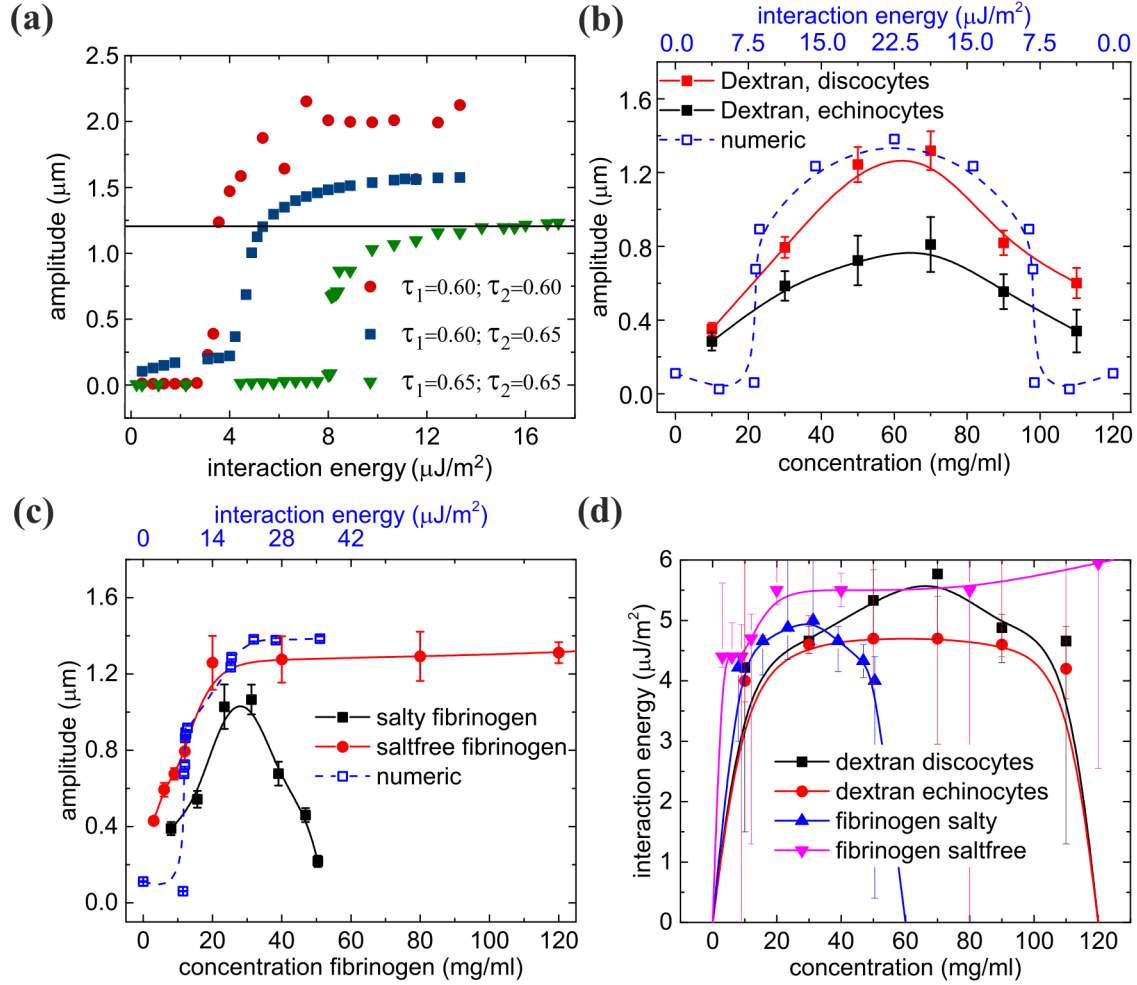 (a)
2.5
2.0
1.5
1.0
0.5
0.0
amplitude (μm)
τ1=0.60; τ2=0.60
τ1=0.60; τ2=0.65
τ1=0.65; τ2=0.65
0 4 8 12 16
interaction energy (μJ/m²)
(b)
interaction energy (μJ/m²)
0.0 7.5 15.0 22.5 15.0 7.5 0.0
Dextran, discocytes
Dextran, echinocytes
numeric
1.6
1.2
0.8
0.4
0.0
amplitude (μm)
0 20 40 60 80 100 120
concentration (mg/ml)
(c)
interaction energy (μJ/m²)
0 14 28 42
1.6
1.2
0.8
0.4
0.0
amplitude (μm)
salty fibrinogen
saltfree fibrinogen
numeric
0 20 40 60 80 100 120
concentration fibrinogen (mg/ml)
(d)
6
5
4
3
2
1
0
interaction energy (μJ/m²)
dextran discocytes
dextran echinocytes
fibrinogen salty
fibrinogen saltfree
0 20 40 60 80 100 120
concentration (mg/ml)